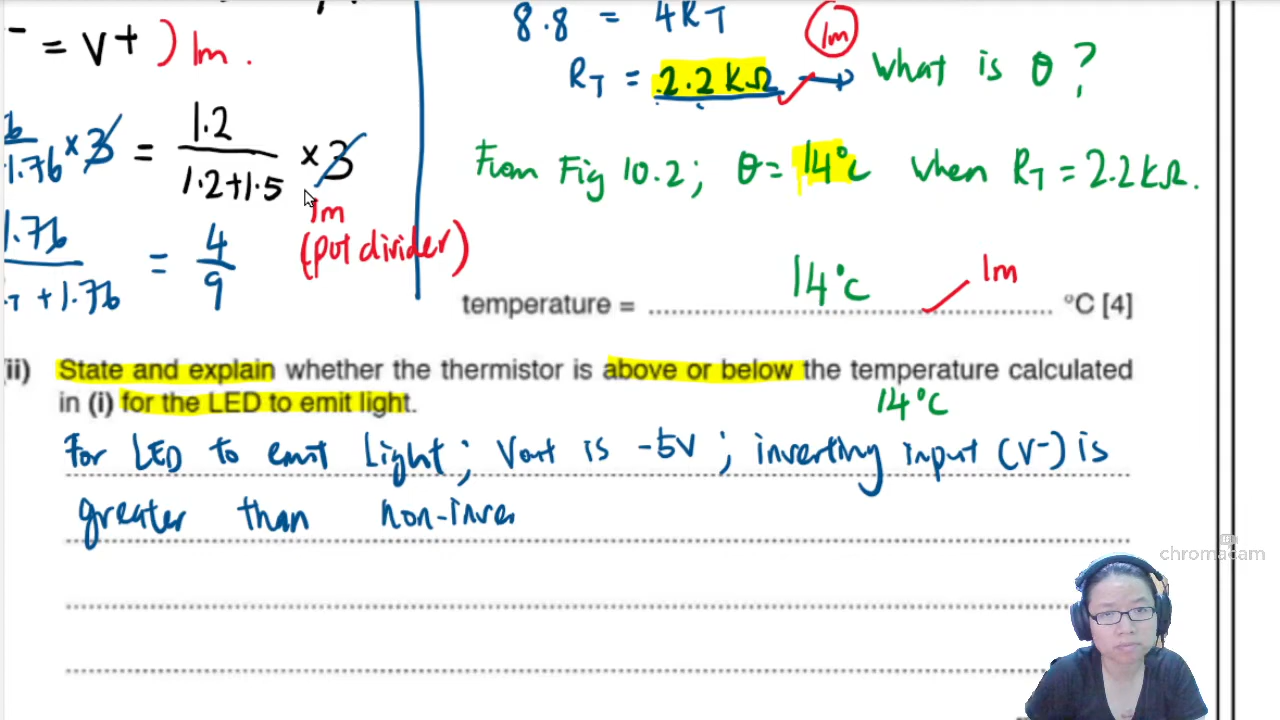 8.8 = 4RT
⁻ = V⁺ ) 1m.
1m
RT = 2.2 kΩ → What is θ?
1.76 × 3 = 1.2 / 1.2+1.5 × 3
From Fig 10.2; θ = 14°C when RT = 2.2kΩ.
1m
(pot divider)
1.76 / + 1.76 = 4/9
14°C
1m
temperature = ............ °C [4]
ii) State and explain whether the thermistor is above or below the temperature calculated
in (i) for the LED to emit light.
14°C
For LED to emit light; Vout is -5V; inverting input (V⁻) is
greater than non-inve
chromacam